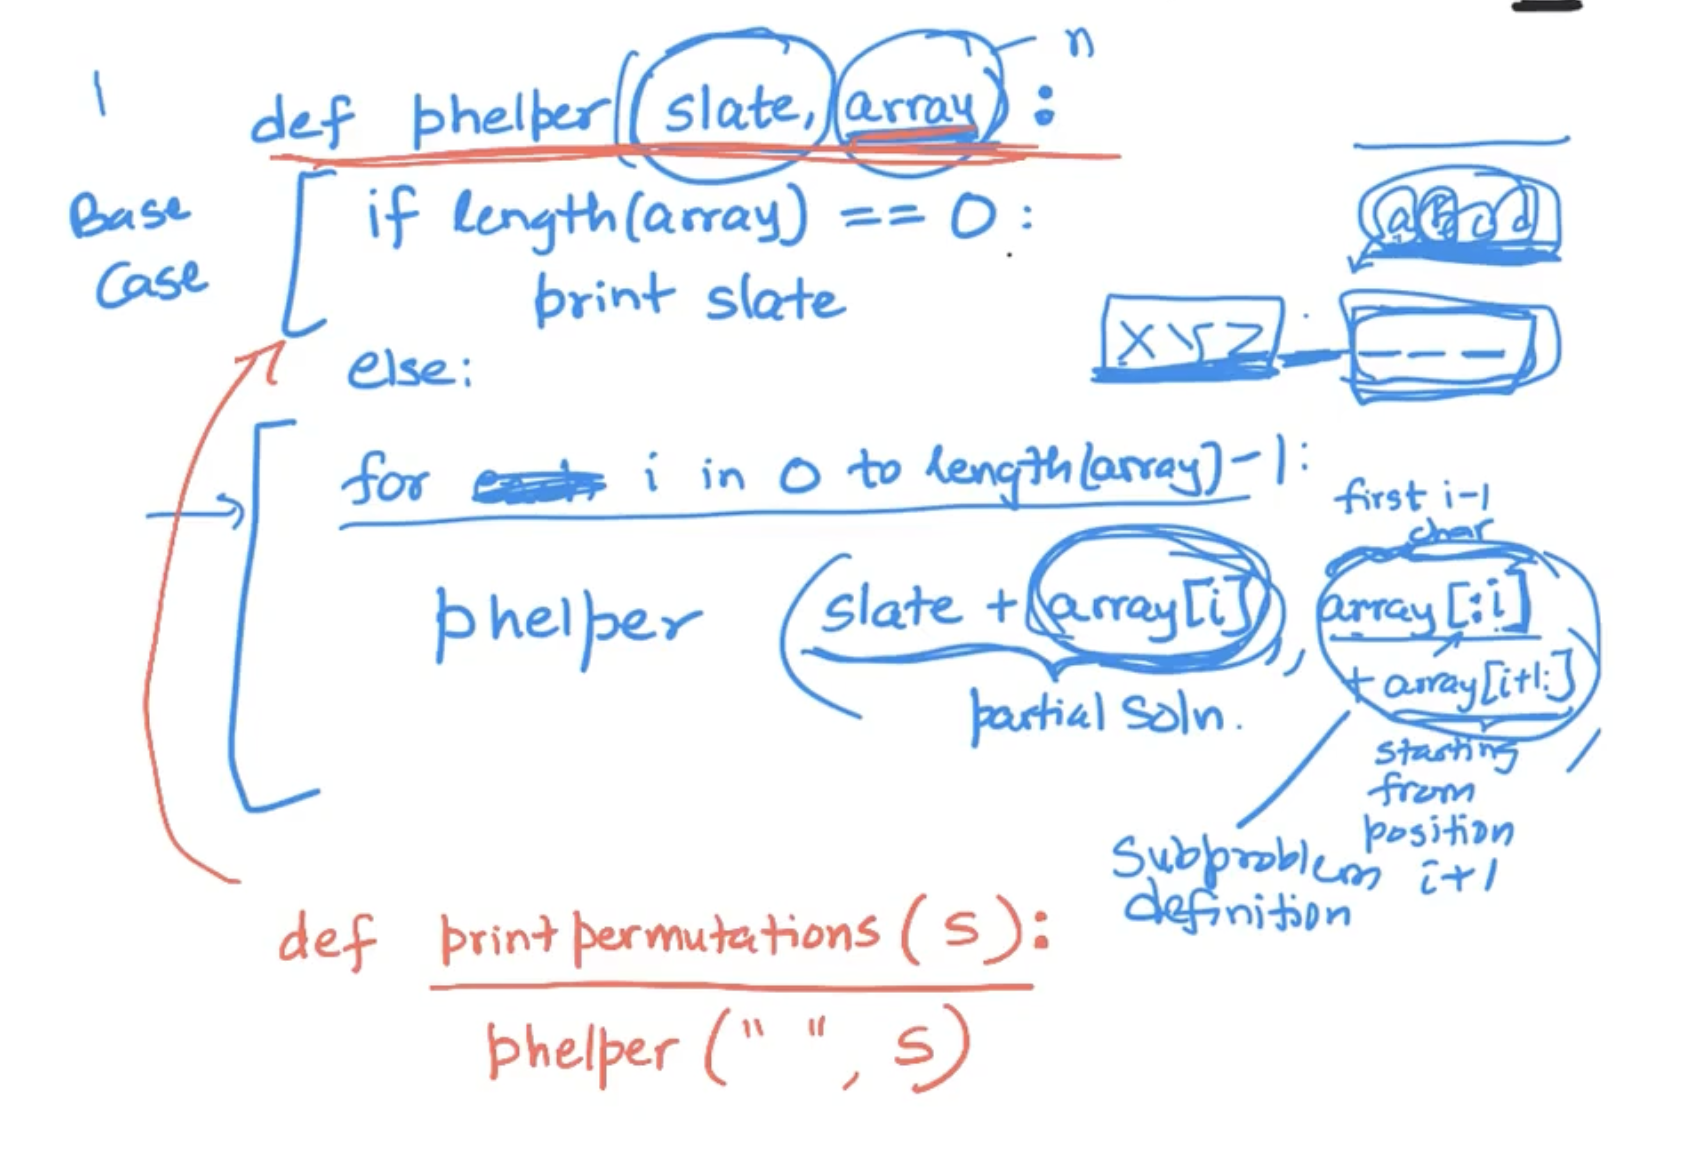 n
1
def phelper(slate, array):
Base
Case
if length(array) == 0:
print slate
a b c d
XYZ
else:
for i in 0 to length(array)-1:
first i-1
char
phelper (slate + array[i], array[:i]
+ array[i+1:]
partial soln.
starting
from
position
i+1
Subproblem
definition
def printpermutations(s):
phelper(" ", s)